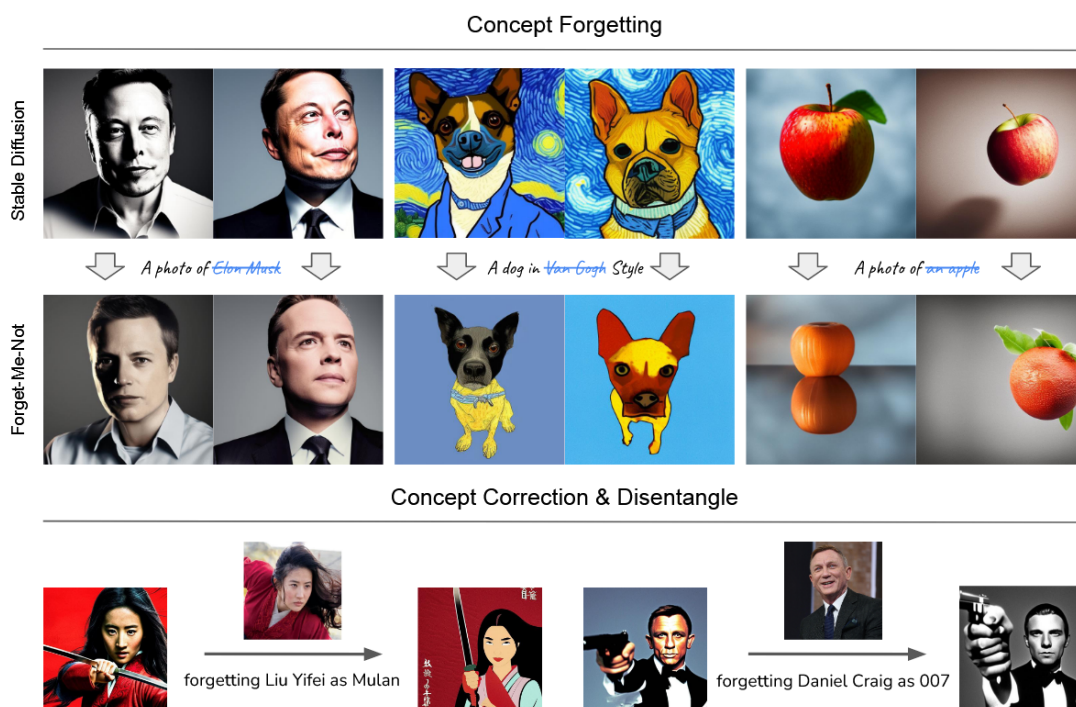 Concept Forgetting
Stable Diffusion
A photo of Elon Musk
A dog in Van Gogh Style
A photo of an apple
Forget-Me-Not
Concept Correction & Disentangle
forgetting Liu Yifei as Mulan
forgetting Daniel Craig as 007